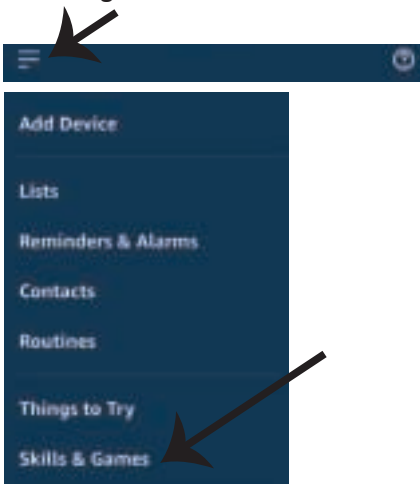 Add Device
Lists
Reminders & Alarms
Contacts
Routines
Things to Try
Skills & Games